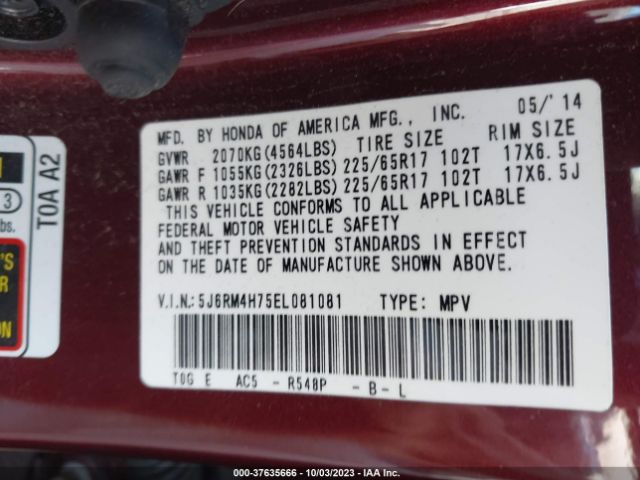 MFD. BY HONDA OF AMERICA MFG., INC. 05/'14
GVWR 2070KG(4564LBS) TIRE SIZE RIM SIZE
GAWR F 1055KG(2326LBS) 225/65R17 102T 17X6.5J
GAWR R 1035KG(2282LBS) 225/65R17 102T 17X6.5J
THIS VEHICLE CONFORMS TO ALL APPLICABLE
FEDERAL MOTOR VEHICLE SAFETY
AND THEFT PREVENTION STANDARDS IN EFFECT
ON THE DATE OF MANUFACTURE SHOWN ABOVE.
V.I.N.: 5J6RM4H75EL081081 TYPE: MPV
T0G E AC5 - R548P - B - L
T0A A2
3
bs.
'S
R
ON
000-37635666 - 10/03/2023 - IAA Inc.